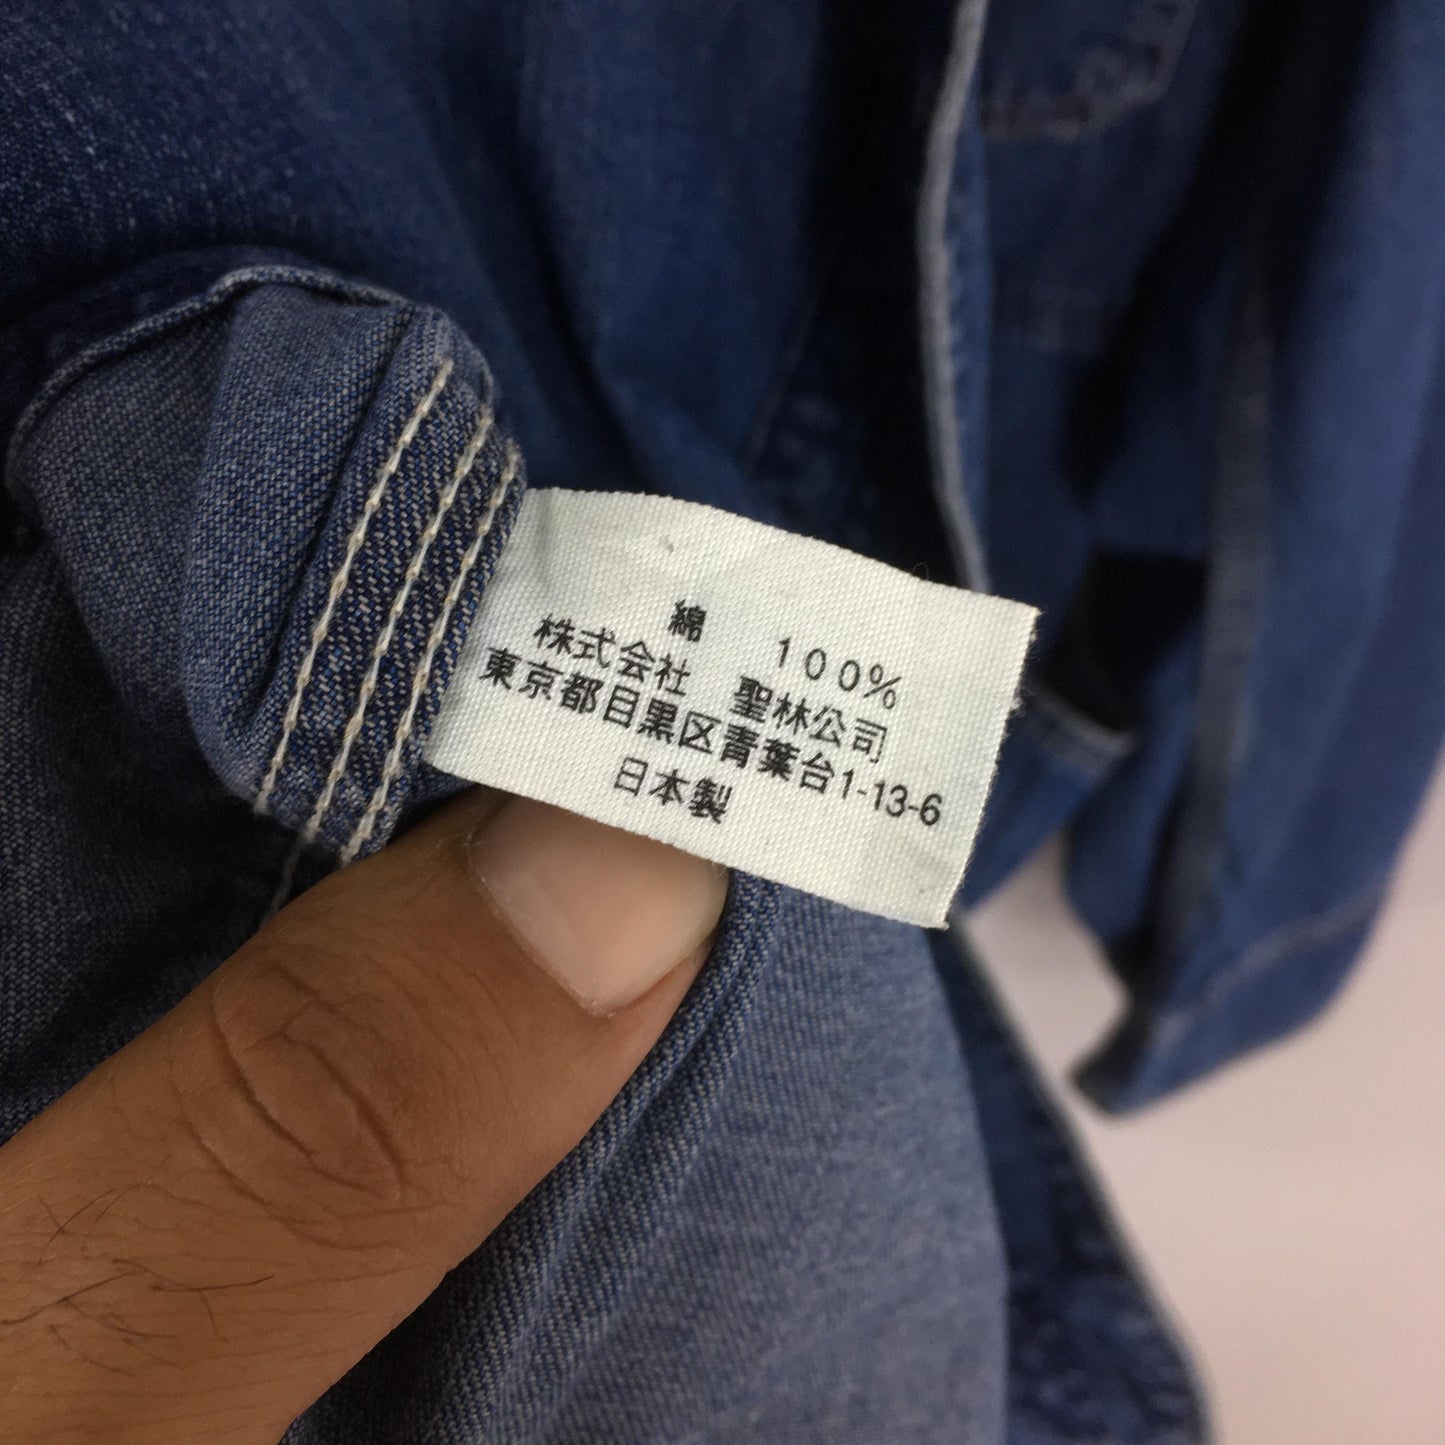 綿 100%
株式会社 聖林公司
東京都目黒区青葉台1-13-6
日本製